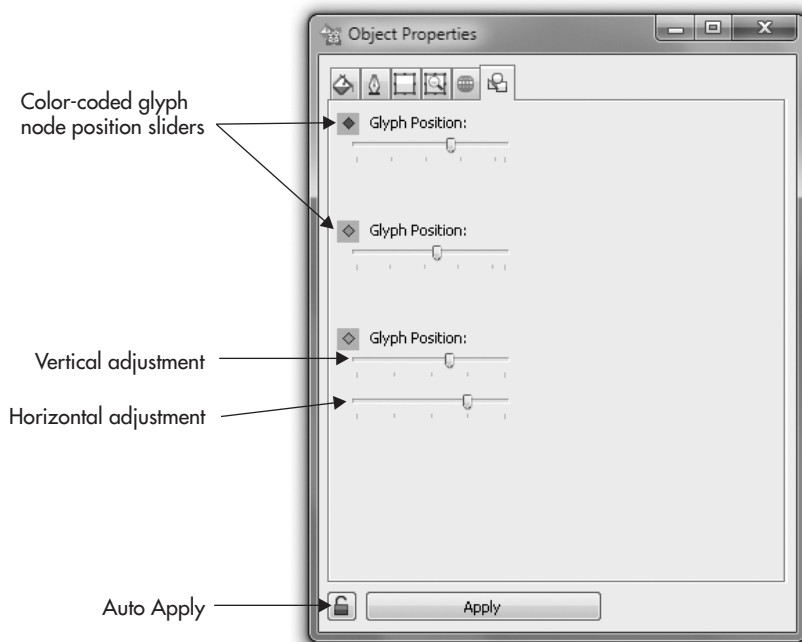 Object Properties
Color-coded glyph
node position sliders
Glyph Position:
Glyph Position:
Glyph Position:
Vertical adjustment
Horizontal adjustment
Auto Apply
Apply